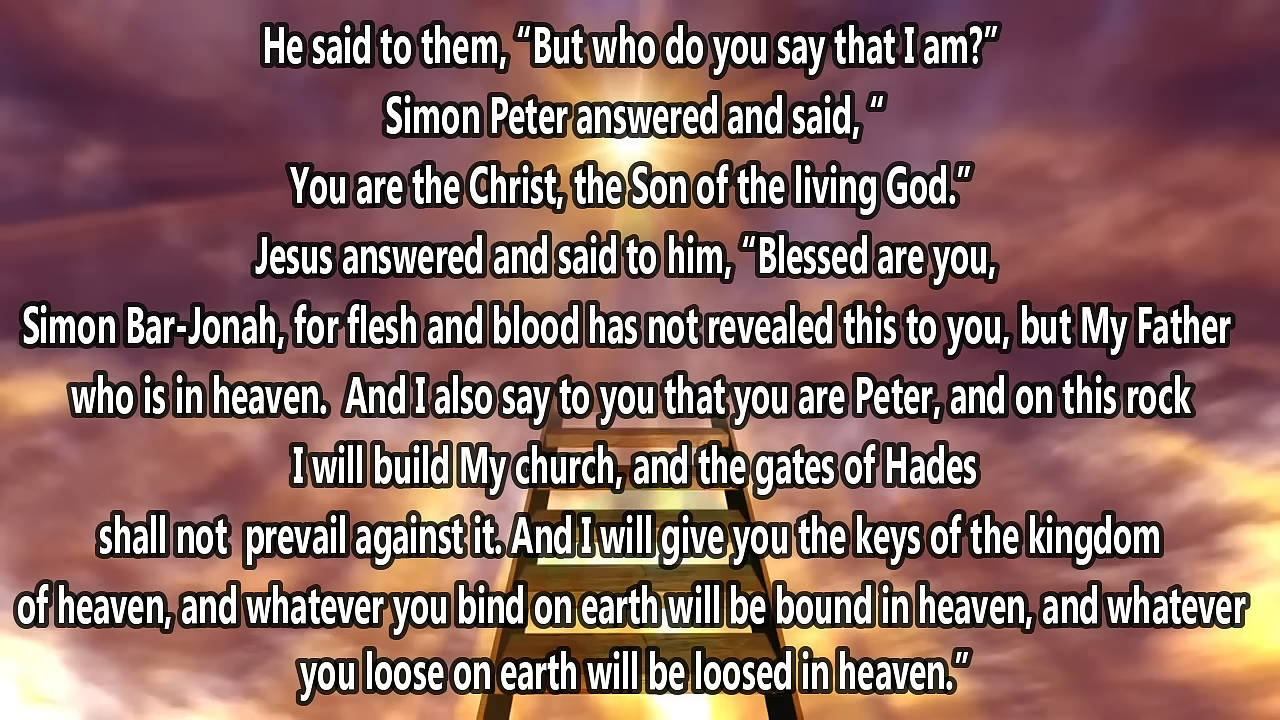 He said to them, “But who do you say that I am?”
Simon Peter answered and said, “
You are the Christ, the Son of the living God.”
Jesus answered and said to him, “Blessed are you,
Simon Bar-Jonah, for flesh and blood has not revealed this to you, but My Father
who is in heaven.  And I also say to you that you are Peter, and on this rock
I will build My church, and the gates of Hades
shall not  prevail against it. And I will give you the keys of the kingdom
of heaven, and whatever you bind on earth will be bound in heaven, and whatever
you loose on earth will be loosed in heaven.”